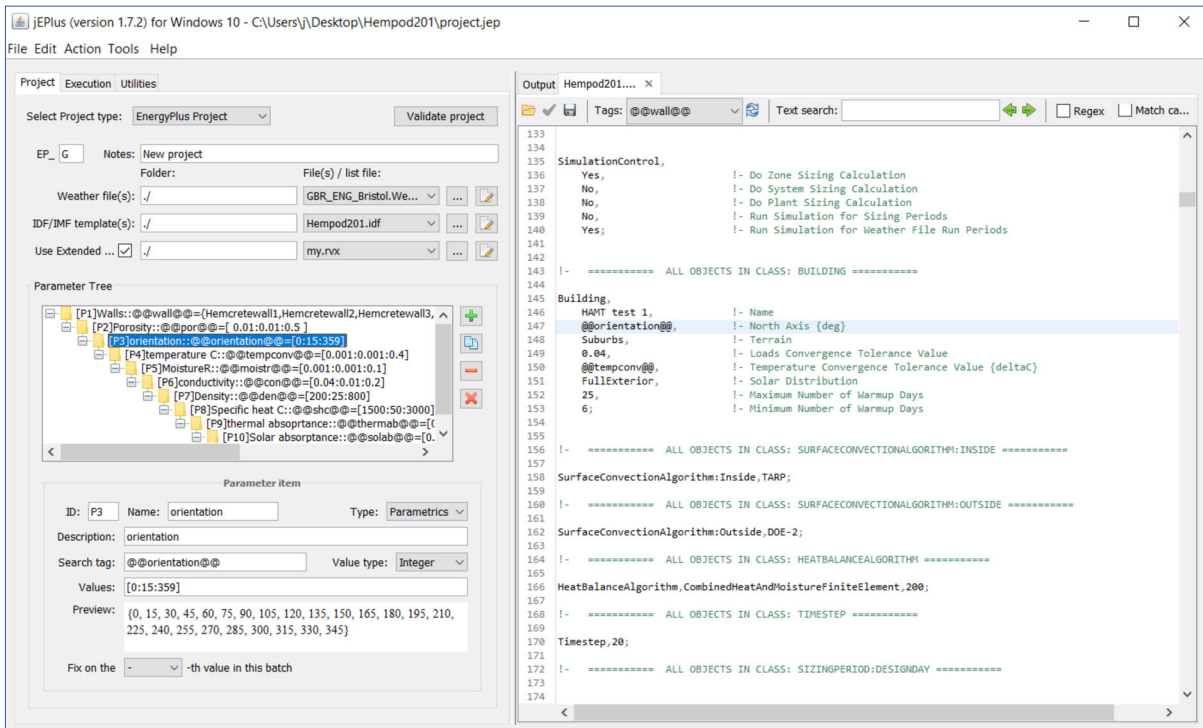 jEPlus (version 1.7.2) for Windows 10 - C:\Users\j\Desktop\Hempod201\project.jep
File Edit Action Tools Help
Project Execution Utilities
Select Project type: EnergyPlus Project Validate project
EP_ G Notes: New project
Folder: File(s) / list file:
Weather file(s): ./ GBR_ENG_Bristol.We... ...
IDF/IMF template(s): ./ Hempod201.idf ...
Use Extended ... ./ my.rvx ...
Parameter Tree
[P1]Walls::@@wall@@={Hemcretewall1,Hemcretewall2,Hemcretewall3,
[P2]Porosity::@@por@@=[ 0.01:0.01:0.5 ]
[P3]orientation::@@orientation@@=[0:15:359]
[P4]temperature C::@@tempconv@@=[0.001:0.001:0.4]
[P5]MoistureR::@@moistr@@=[0.001:0.001:0.1]
[P6]conductivity::@@con@@=[0.04:0.01:0.2]
[P7]Density::@@den@@=[200:25:800]
[P8]Specific heat C::@@shc@@=[1500:50:3000]
[P9]thermal absoprtance::@@thermab@@=[(
[P10]Solar absorptance::@@solab@@=[0.
Parameter item
ID: P3 Name: orientation Type: Parametrics
Description: orientation
Search tag: @@orientation@@ Value type: Integer
Values: [0:15:359]
Preview: {0, 15, 30, 45, 60, 75, 90, 105, 120, 135, 150, 165, 180, 195, 210,
225, 240, 255, 270, 285, 300, 315, 330, 345}
Fix on the - -th value in this batch
Output Hempod201.... ×
Tags: @@wall@@ Text search: Regex Match ca...
133
134
135 SimulationControl,
136 Yes, !- Do Zone Sizing Calculation
137 No, !- Do System Sizing Calculation
138 No, !- Do Plant Sizing Calculation
139 No, !- Run Simulation for Sizing Periods
140 Yes; !- Run Simulation for Weather File Run Periods
141
142
143 !- =========== ALL OBJECTS IN CLASS: BUILDING ===========
144
145 Building,
146 HAMT test 1, !- Name
147 @@orientation@@, !- North Axis {deg}
148 Suburbs, !- Terrain
149 0.04, !- Loads Convergence Tolerance Value
150 @@tempconv@@, !- Temperature Convergence Tolerance Value {deltaC}
151 FullExterior, !- Solar Distribution
152 25, !- Maximum Number of Warmup Days
153 6; !- Minimum Number of Warmup Days
154
155
156 !- =========== ALL OBJECTS IN CLASS: SURFACECONVECTIONALGORITHM:INSIDE ===========
157
158 SurfaceConvectionAlgorithm:Inside,TARP;
159
160 !- =========== ALL OBJECTS IN CLASS: SURFACECONVECTIONALGORITHM:OUTSIDE ===========
161
162 SurfaceConvectionAlgorithm:Outside,DOE-2;
163
164 !- =========== ALL OBJECTS IN CLASS: HEATBALANCEALGORITHM ===========
165
166 HeatBalanceAlgorithm,CombinedHeatAndMoistureFiniteElement,200;
167
168 !- =========== ALL OBJECTS IN CLASS: TIMESTEP ===========
169
170 Timestep,20;
171
172 !- =========== ALL OBJECTS IN CLASS: SIZINGPERIOD:DESIGNDAY ===========
173
174